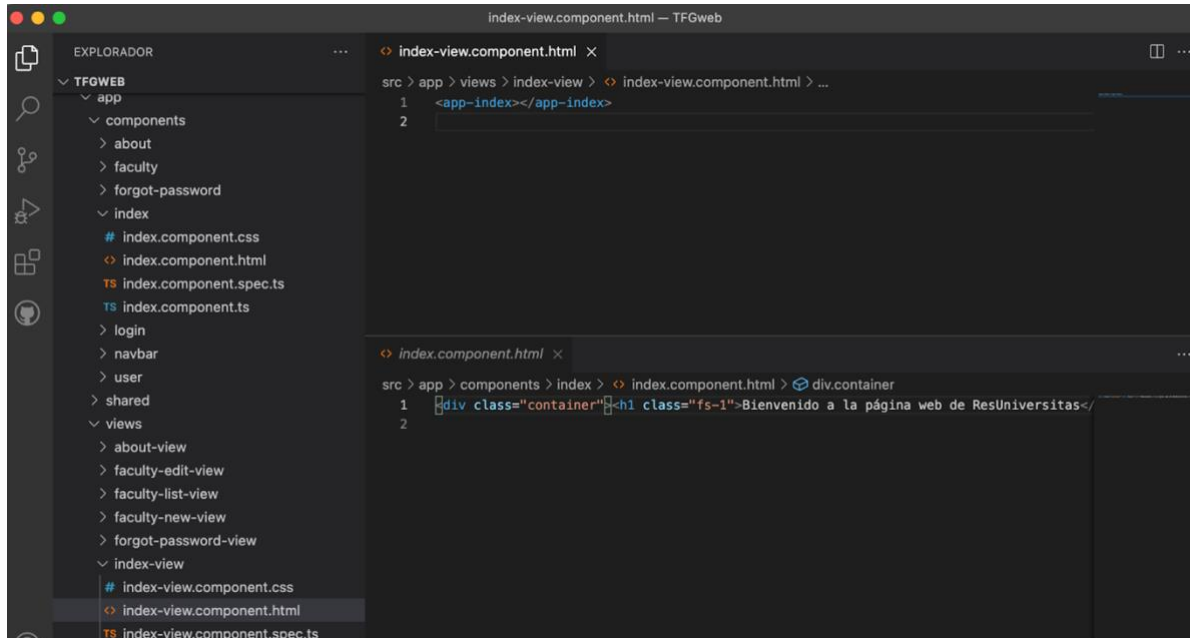 index-view.component.html — TFGweb
EXPLORADOR ...
TFGWEB
app
components
about
faculty
forgot-password
index
# index.component.css
<> index.component.html
TS index.component.spec.ts
TS index.component.ts
login
navbar
user
shared
views
about-view
faculty-edit-view
faculty-list-view
faculty-new-view
forgot-password-view
index-view
# index-view.component.css
<> index-view.component.html
TS index-view.component.spec.ts
<> index-view.component.html ×
src > app > views > index-view > <> index-view.component.html > ...
1 <app-index></app-index>
2
<> index.component.html ×
src > app > components > index > <> index.component.html > div.container
1 <div class="container"><h1 class="fs-1">Bienvenido a la página web de ResUniversitas</
2